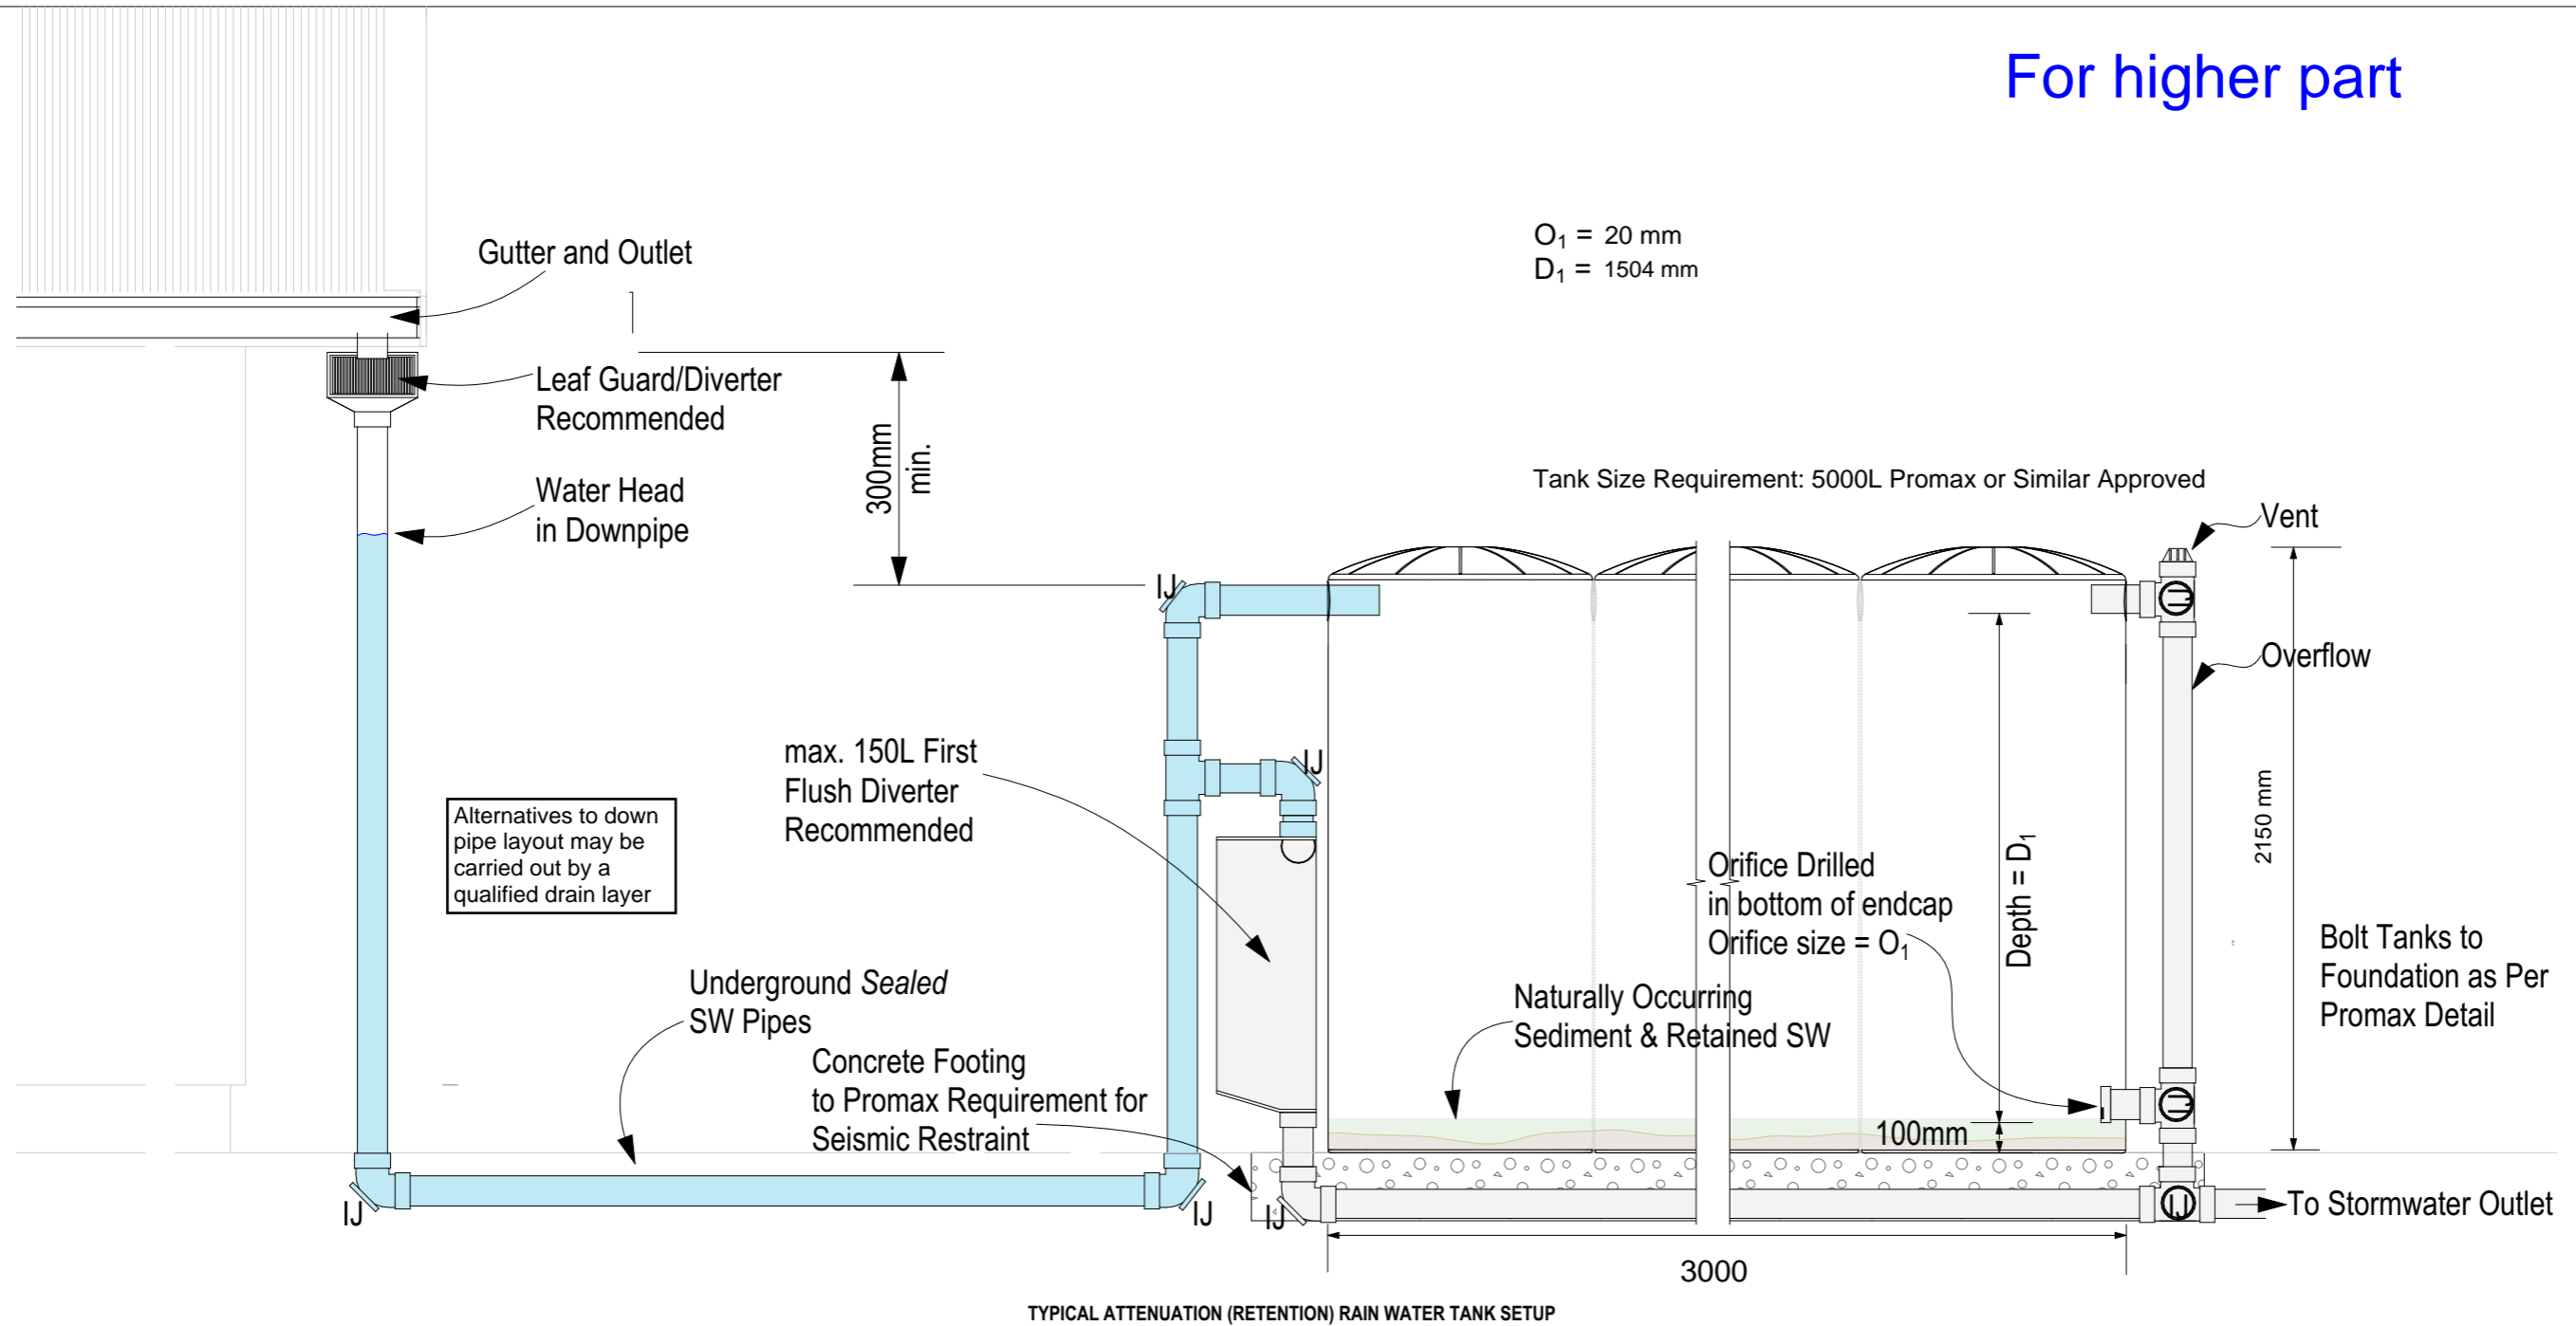 For higher part
O₁ = 20 mm
D₁ = 1504 mm
Gutter and Outlet
Leaf Guard/Diverter
Recommended
300mm
min.
Water Head
in Downpipe
Tank Size Requirement: 5000L Promax or Similar Approved
Vent
IJ
Overflow
max. 150L First
Flush Diverter
Recommended
IJ
IJ
Alternatives to down
pipe layout may be
carried out by a
qualified drain layer
2150 mm
Orifice Drilled
in bottom of endcap
Orifice size = O₁
Depth = D₁
Bolt Tanks to
Foundation as Per
Promax Detail
Underground Sealed
SW Pipes
Naturally Occurring
Sediment & Retained SW
Concrete Footing
to Promax Requirement for
Seismic Restraint
IJ
100mm
IJ
IJ
IJ
IJ
To Stormwater Outlet
3000
TYPICAL ATTENUATION (RETENTION) RAIN WATER TANK SETUP